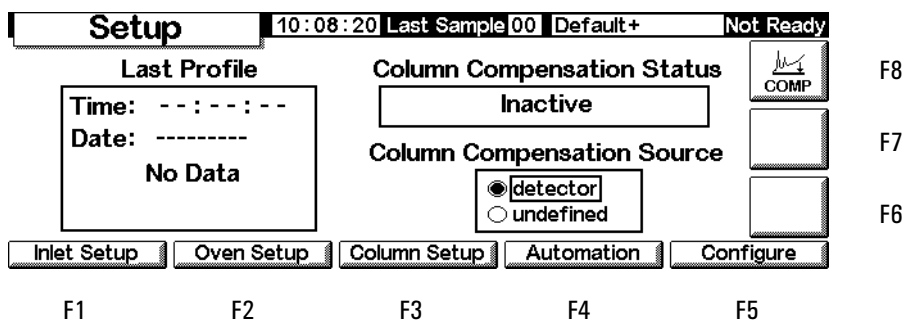 Setup 10:08:20 Last Sample 00 Default+ Not Ready
Last Profile
Time: --:--:--
Date: ---------
No Data
Column Compensation Status
Inactive
Column Compensation Source
detector
undefined
COMP
F8
F7
F6
Inlet Setup Oven Setup Column Setup Automation Configure
F1 F2 F3 F4 F5